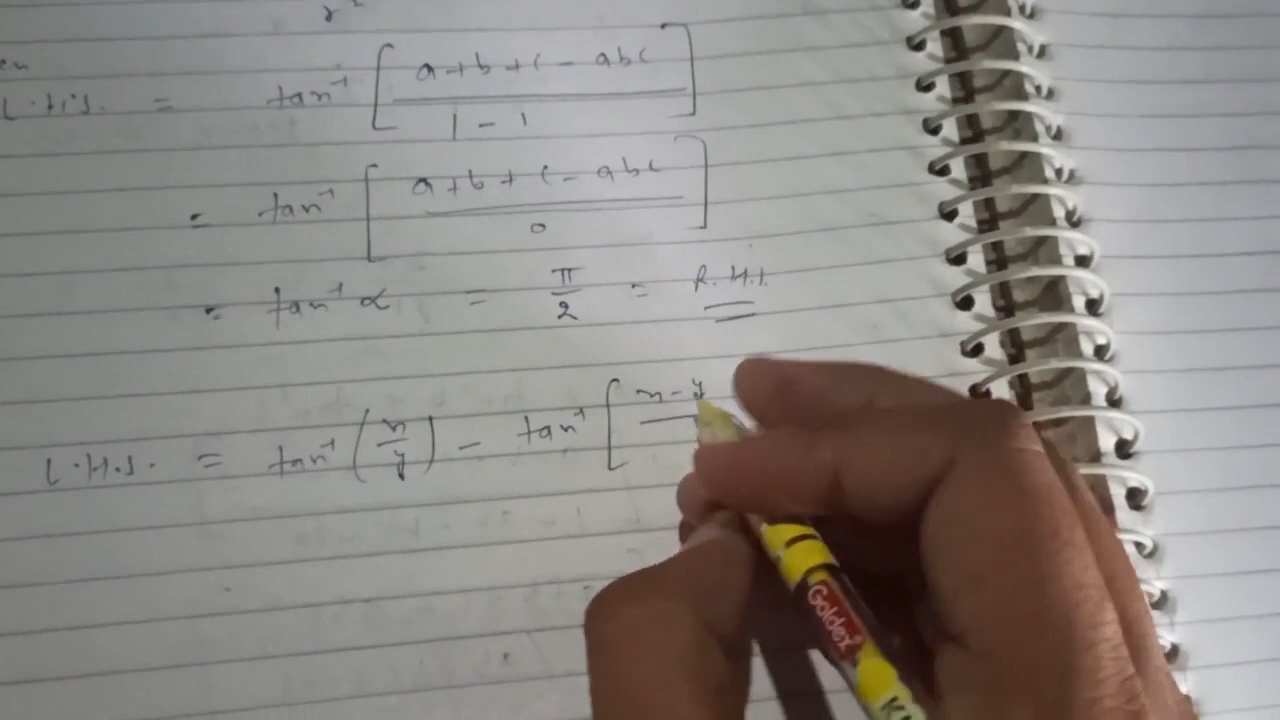 L.H.S. = tan⁻¹ [ a+b+c-abc / 1-1 ]
= tan⁻¹ [ a+b+c-abc / 0 ]
= tan⁻¹ ∝ = π/2 = R.H.S.
L.H.S. = tan⁻¹ (x/y) - tan⁻¹ [ x-y
Goldex